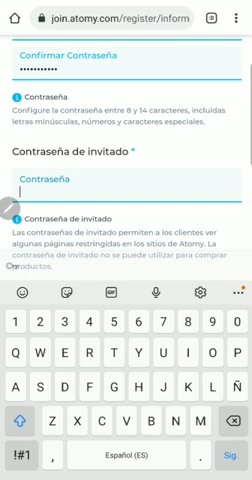 join.atomy.com/register/inform
:D
Confirmar Contraseña
•••••••••••
Contraseña
Configure la contraseña entre 8 y 14 caracteres, incluidas
letras minúsculas, números y caracteres especiales.
Contraseña de invitado *
Contraseña
Contraseñas de invitado
Las contraseñas de invitado permiten a los clientes ver
algunas páginas restringidas en los sitios de Atomy. La
contraseña de invitado no se puede utilizar para comprar
productos.
GIF
1 2 3 4 5 6 7 8 9 0
Q W E R T Y U I O P
A S D F G H J K L Ñ
Z X C V B N M
!#1 , Español (ES) . Sig.